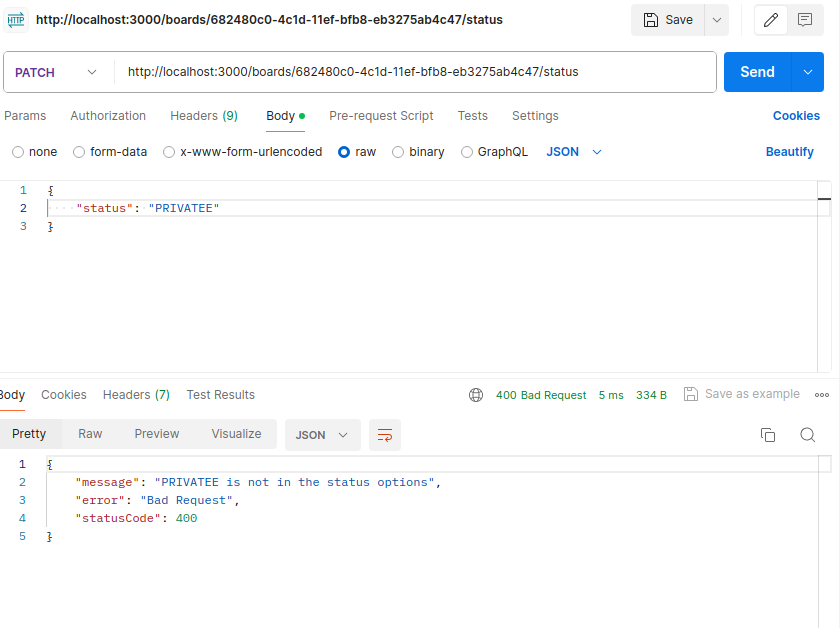 HTTP http://localhost:3000/boards/682480c0-4c1d-11ef-bfb8-eb3275ab4c47/status Save
PATCH http://localhost:3000/boards/682480c0-4c1d-11ef-bfb8-eb3275ab4c47/status Send
Params Authorization Headers (9) Body Pre-request Script Tests Settings Cookies
none form-data x-www-form-urlencoded raw binary GraphQL JSON Beautify
1 {
2 "status": "PRIVATEE"
3 }
Body Cookies Headers (7) Test Results 400 Bad Request 5 ms 334 B Save as example
Pretty Raw Preview Visualize JSON
1 {
2 "message": "PRIVATEE is not in the status options",
3 "error": "Bad Request",
4 "statusCode": 400
5 }